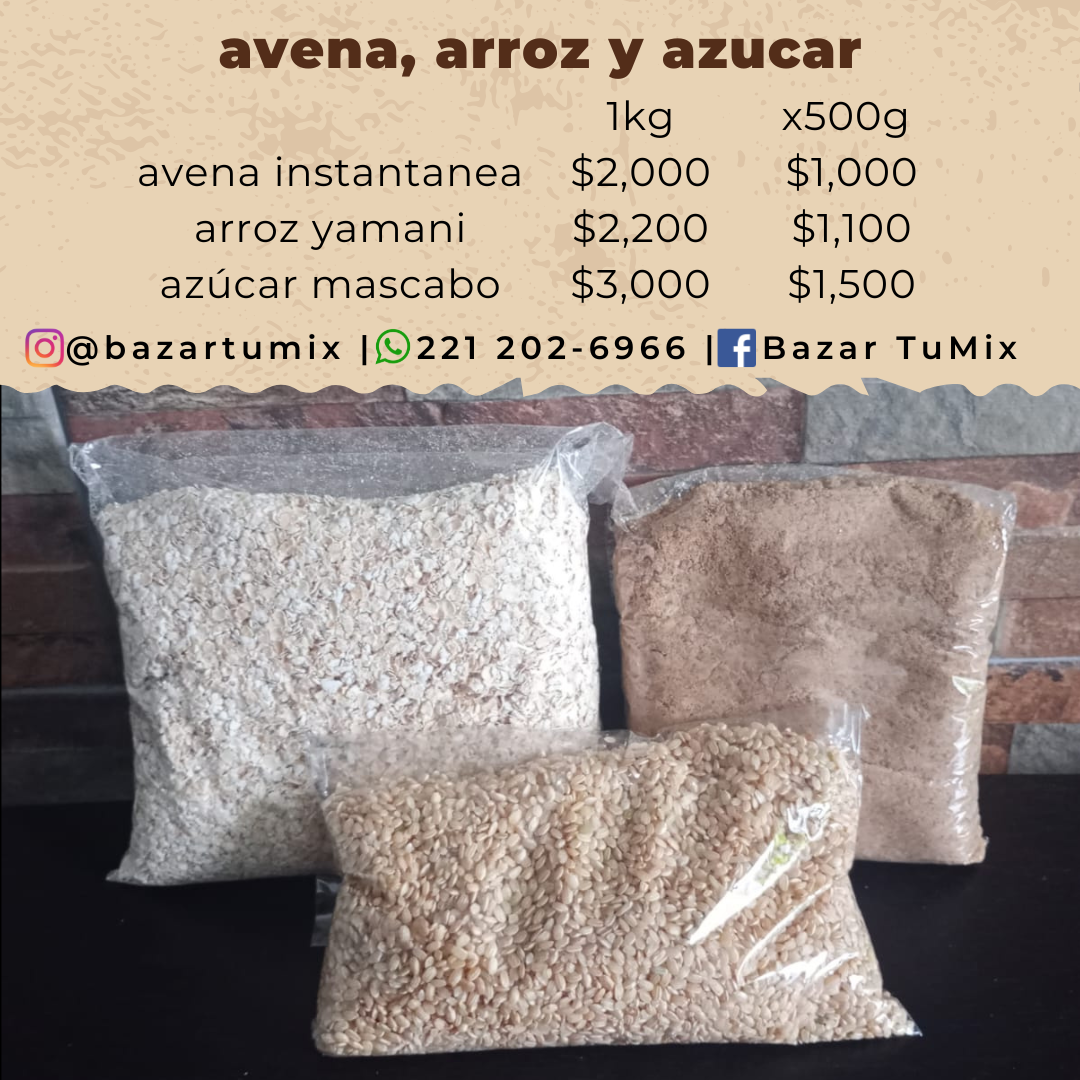 avena, arroz y azucar
1kg x500g
avena instantanea $2,000 $1,000
arroz yamani $2,200 $1,100
azúcar mascabo $3,000 $1,500
@bazartumix | 221 202-6966 | Bazar TuMix